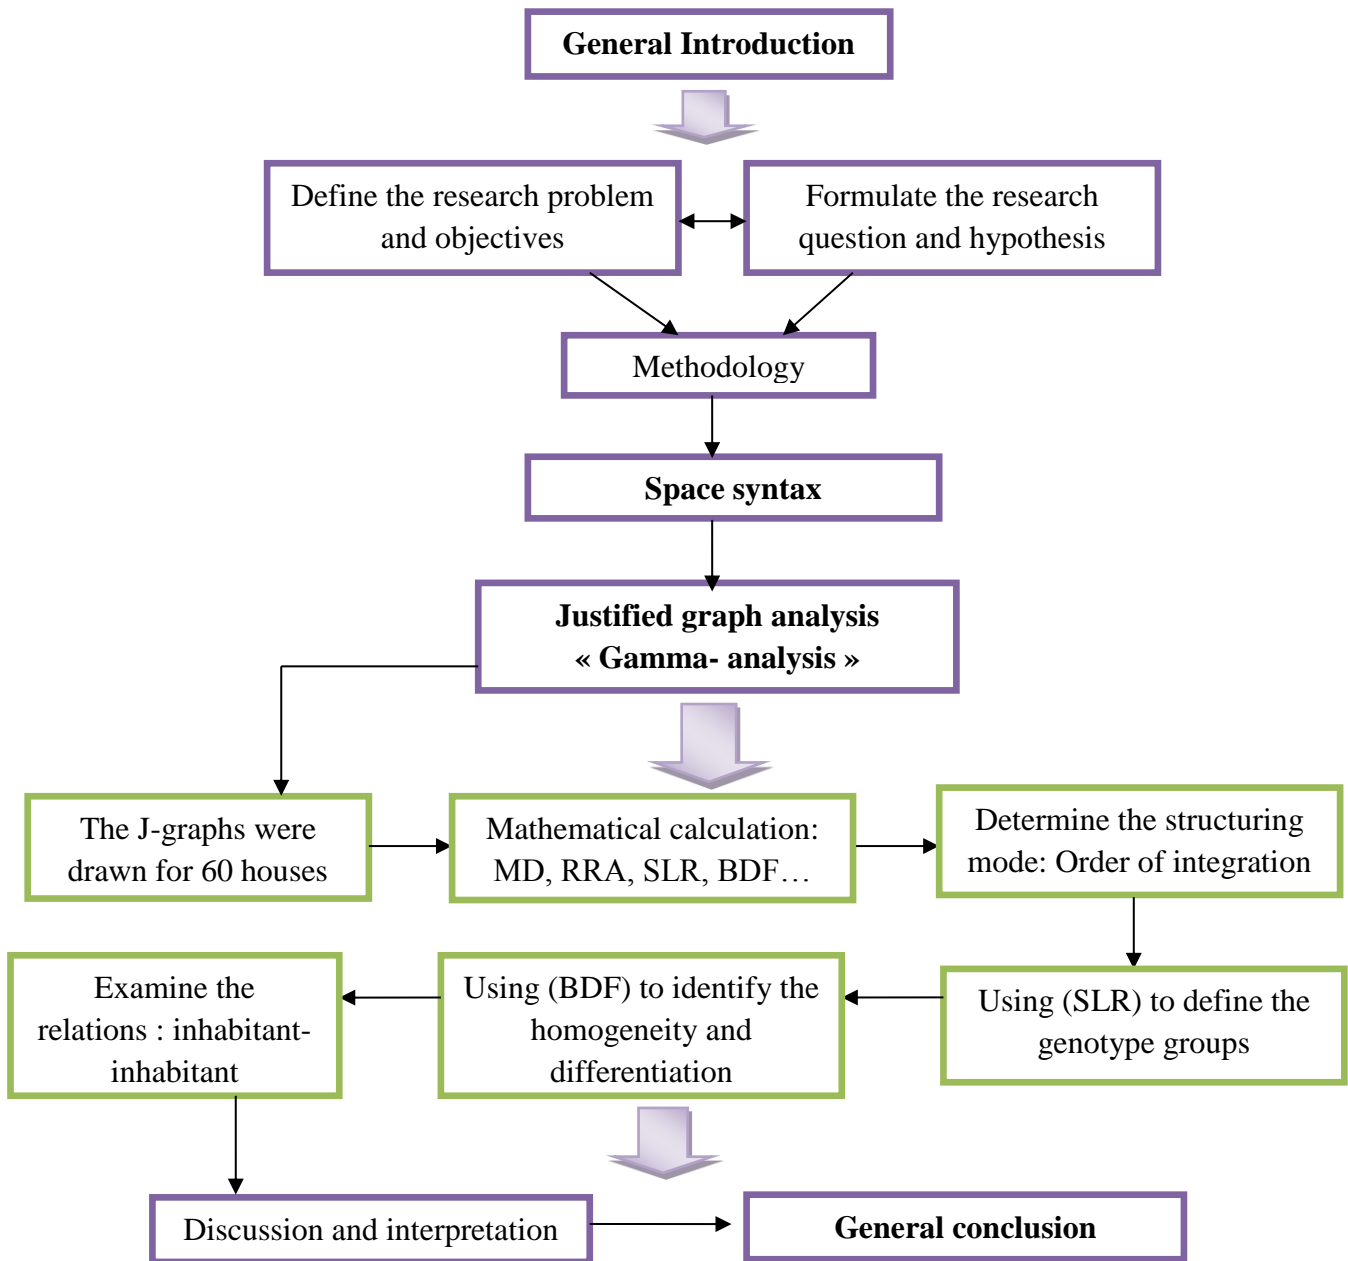 General Introduction
Define the research problem
and objectives
Formulate the research
question and hypothesis
Methodology
Space syntax
Justified graph analysis
« Gamma- analysis »
The J-graphs were
drawn for 60 houses
Mathematical calculation:
MD, RRA, SLR, BDF…
Determine the structuring
mode: Order of integration
Examine the
relations : inhabitant-
inhabitant
Using (BDF) to identify the
homogeneity and
differentiation
Using (SLR) to define the
genotype groups
Discussion and interpretation
General conclusion